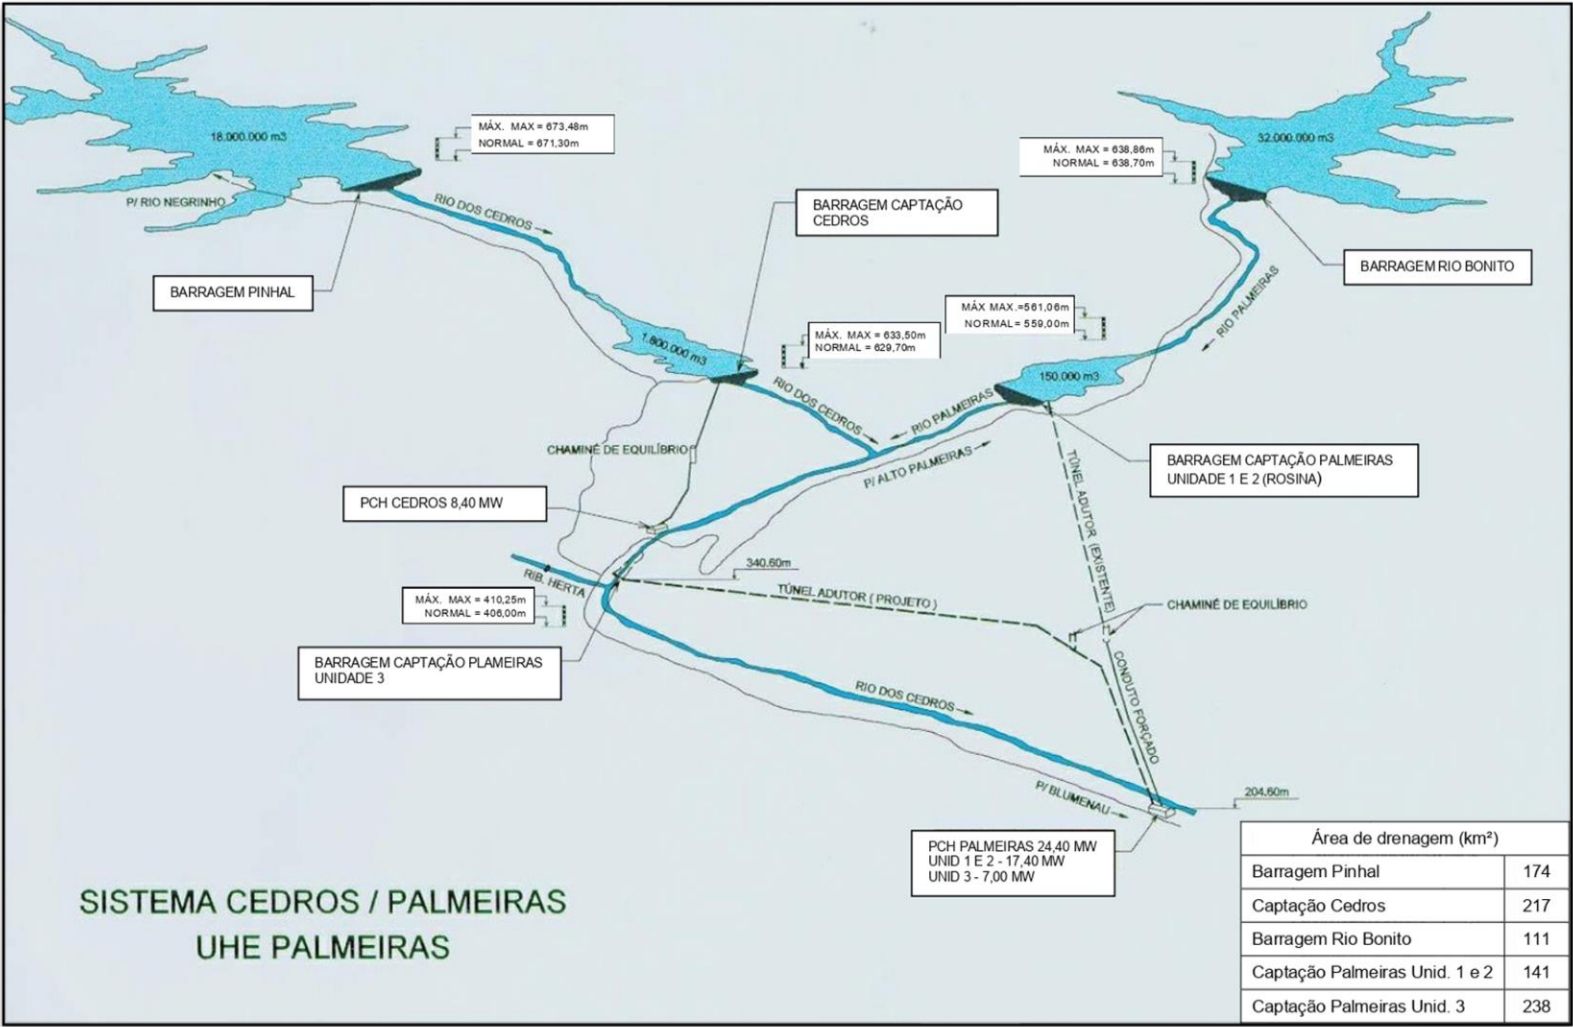 18.000.000 m3
MÁX. MAX = 673,48m
NORMAL = 671,30m
P/ RIO NEGRINHO
RIO DOS CEDROS
BARRAGEM PINHAL
BARRAGEM CAPTAÇÃO
CEDROS
MÁX. MAX = 638,86m
NORMAL = 638,70m
32.000.000 m3
BARRAGEM RIO BONITO
RIO PALMEIRAS
1.800.000 m3
MÁX. MAX = 633,50m
NORMAL = 629,70m
MÁX MAX.=561,06m
NORMAL= 559,00m
150.000 m3
RIO DOS CEDROS
RIO PALMEIRAS
P/ ALTO PALMEIRAS
BARRAGEM CAPTAÇÃO PALMEIRAS
UNIDADE 1 E 2 (ROSINA)
CHAMINÉ DE EQUILÍBRIO
PCH CEDROS 8,40 MW
TÚNEL ADUTOR (EXISTENTE)
RIB. HERTA
340.60m
TÚNEL ADUTOR ( PROJETO )
CHAMINÉ DE EQUILÍBRIO
MÁX. MAX = 410,25m
NORMAL = 406,00m
BARRAGEM CAPTAÇÃO PLAMEIRAS
UNIDADE 3
RIO DOS CEDROS
CONDUTO FORÇADO
P/ BLUMENAU
204.60m
PCH PALMEIRAS 24,40 MW
UNID 1 E 2 - 17,40 MW
UNID 3 - 7,00 MW
SISTEMA CEDROS / PALMEIRAS
UHE PALMEIRAS
Área de drenagem (km²)
Barragem Pinhal 174
Captação Cedros 217
Barragem Rio Bonito 111
Captação Palmeiras Unid. 1 e 2 141
Captação Palmeiras Unid. 3 238